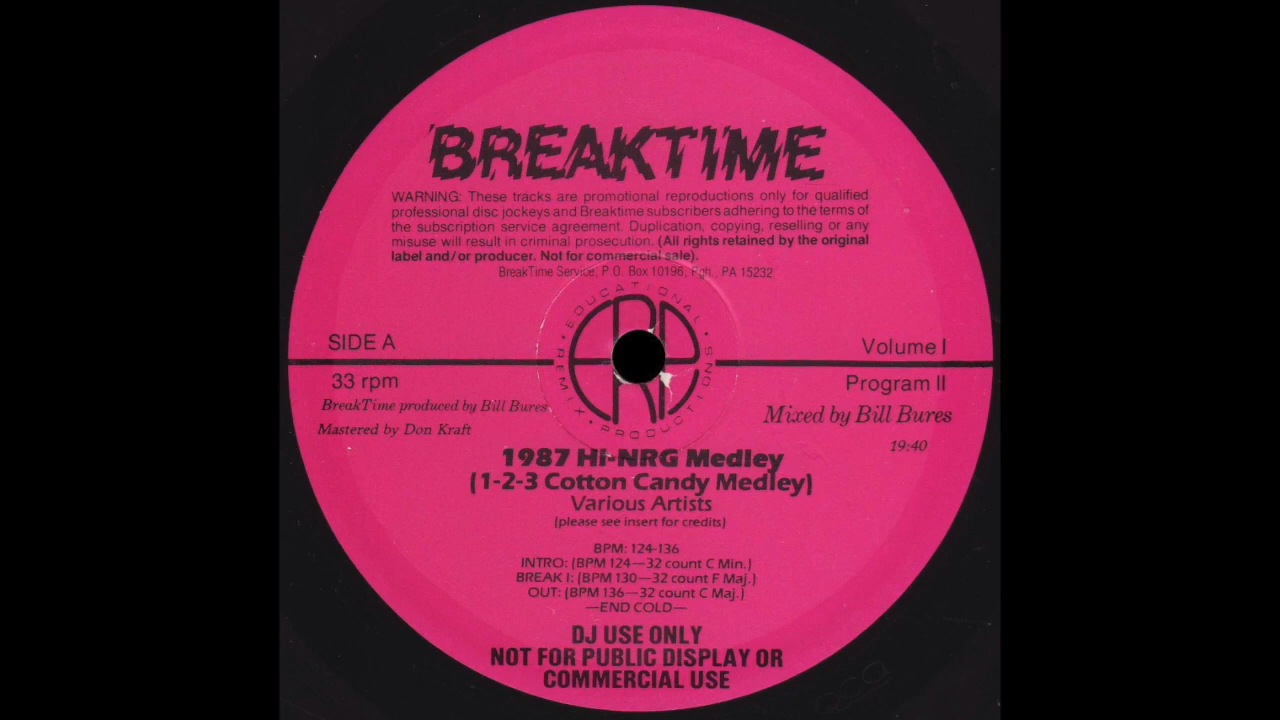 BREAKTIME
WARNING: These tracks are promotional reproductions only for qualified
professional disc jockeys and Breaktime subscribers adhering to the terms of
the subscription service agreement. Duplication, copying, reselling or any
misuse will result in criminal prosecution. (All rights retained by the original
label and/or producer. Not for commercial sale).
BreakTime Service, P.O. Box 10196, Pgh., PA 15232
REMIX • EDUCATIONAL • PRODUCTIONS •
ERP
SIDE A
Volume I
33 rpm
Program II
BreakTime produced by Bill Bures
Mixed by Bill Bures
Mastered by Don Kraft
19:40
1987 HI-NRG Medley
(1-2-3 Cotton Candy Medley)
Various Artists
(please see insert for credits)
BPM: 124-136
INTRO: (BPM 124—32 count C Min.)
BREAK I: (BPM 130—32 count F Maj.)
OUT: (BPM 136—32 count C Maj.)
—END COLD—
DJ USE ONLY
NOT FOR PUBLIC DISPLAY OR
COMMERCIAL USE